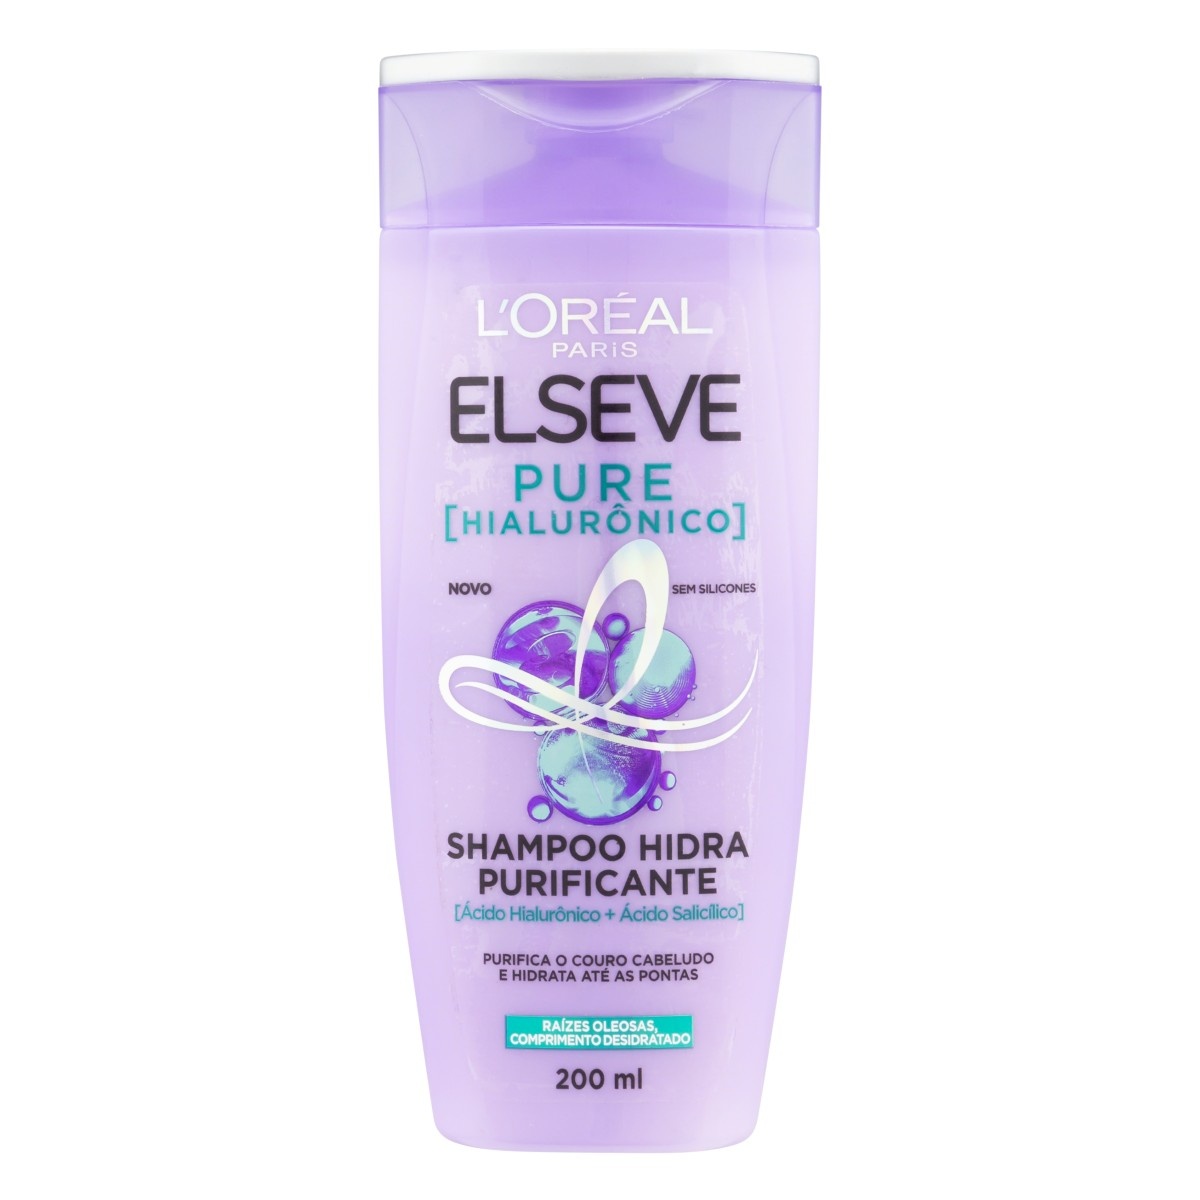 L'ORÉAL
PARIS
ELSEVE
PURE
[HIALURÔNICO]
NOVO
SEM SILICONES
SHAMPOO HIDRA
PURIFICANTE
[Ácido Hialurônico + Ácido Salicílico]
PURIFICA O COURO CABELUDO
E HIDRATA ATÉ AS PONTAS
RAÍZES OLEOSAS,
COMPRIMENTO DESIDRATADO
200 ml